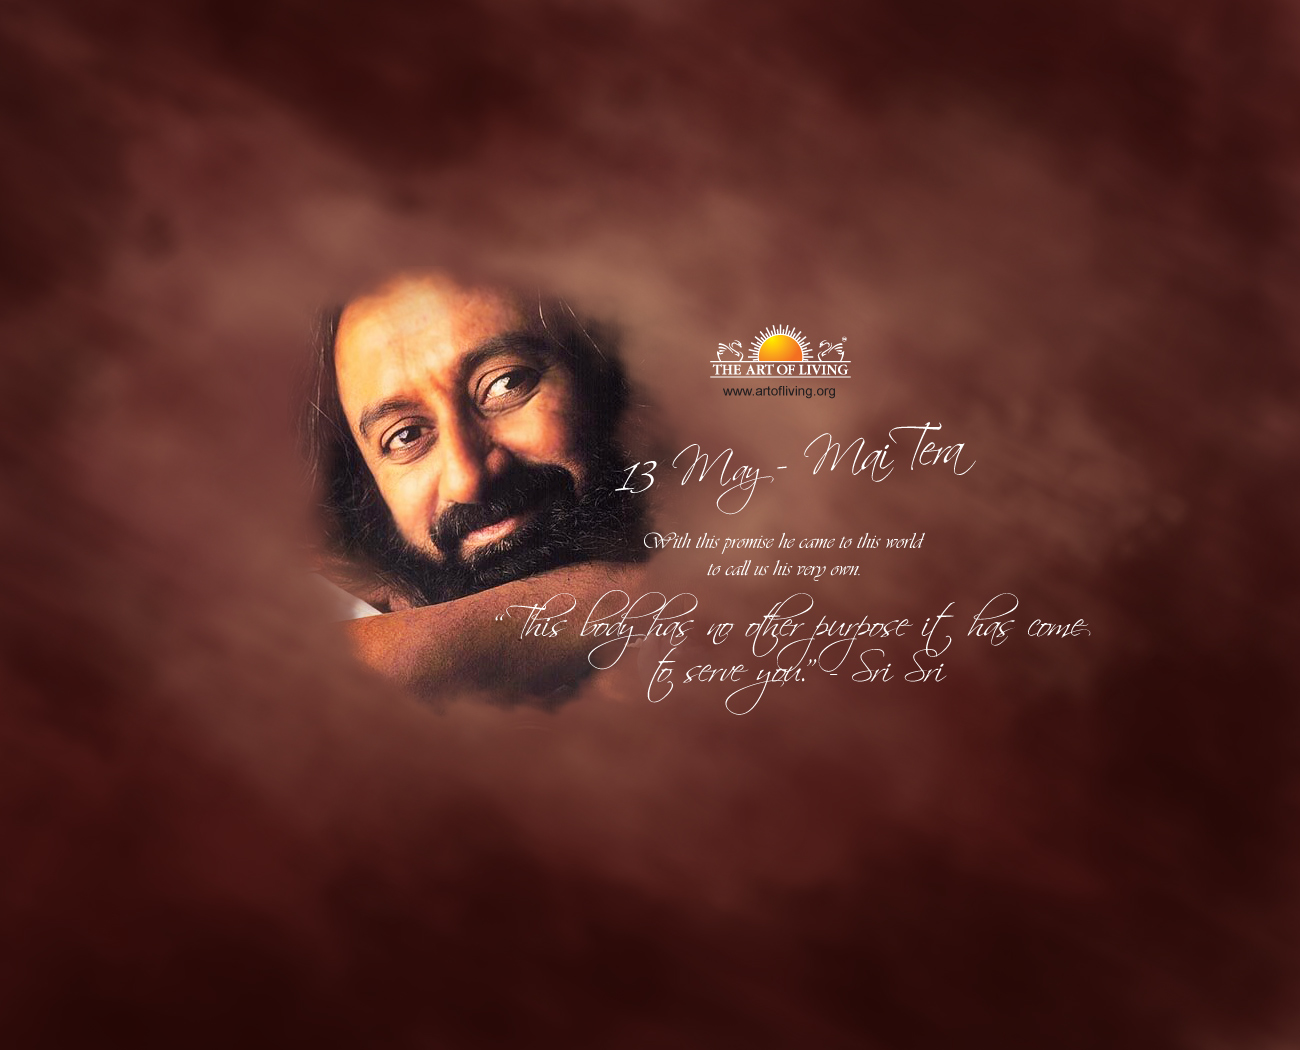 THE ART OF LIVING
www.artofliving.org
13 May - Mai Tera
With this promise he came to this world
to call us his very own.
“This body has no other purpose it has come
to serve you.” - Sri Sri